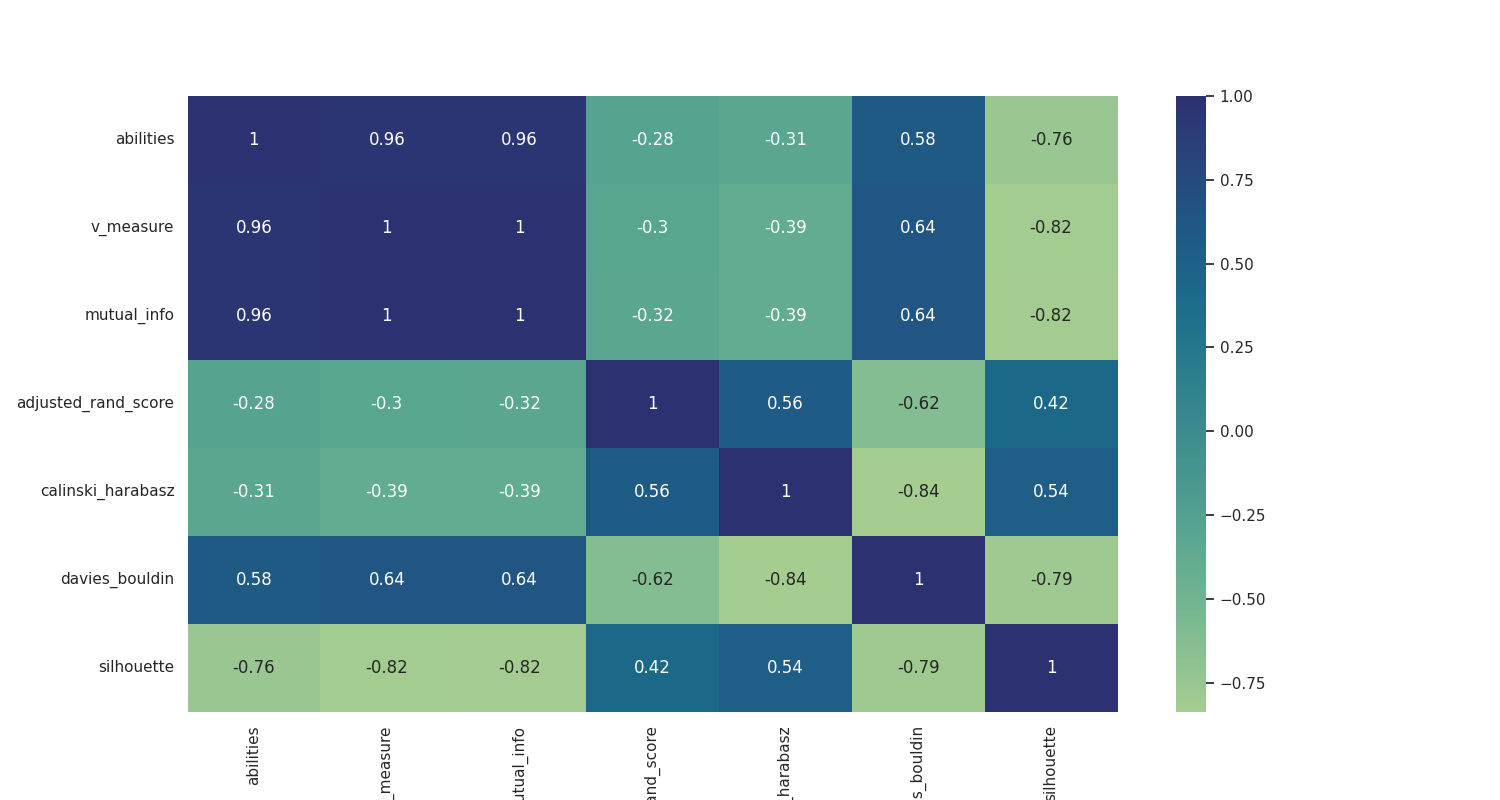 abilities 1 0.96 0.96 -0.28 -0.31 0.58 -0.76 1.00
0.75
v_measure 0.96 1 1 -0.3 -0.39 0.64 -0.82
0.50
mutual_info 0.96 1 1 -0.32 -0.39 0.64 -0.82
0.25
adjusted_rand_score -0.28 -0.3 -0.32 1 0.56 -0.62 0.42
0.00
calinski_harabasz -0.31 -0.39 -0.39 0.56 1 -0.84 0.54
−0.25
davies_bouldin 0.58 0.64 0.64 -0.62 -0.84 1 -0.79
−0.50
silhouette -0.76 -0.82 -0.82 0.42 0.54 -0.79 1
−0.75
abilities
_measure
utual_info
and_score
_harabasz
s_bouldin
silhouette